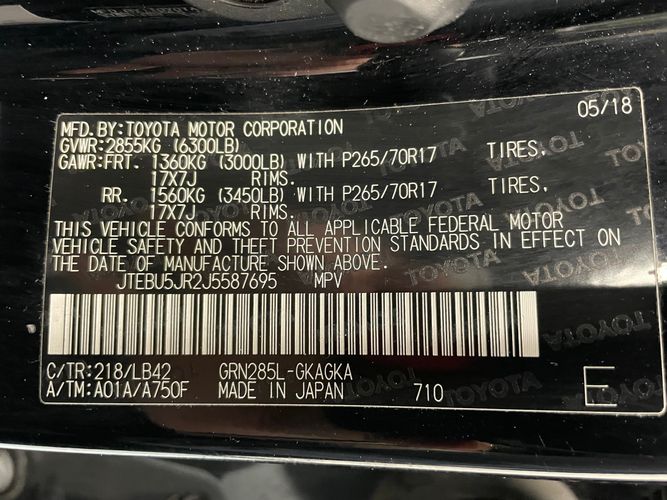 05/18
MFD.BY:TOYOTA MOTOR CORPORATION
GVWR:2855KG (6300LB)
GAWR:FRT. 1360KG (3000LB) WITH P265/70R17 TIRES.
17X7J RIMS.
RR. 1560KG (3450LB) WITH P265/70R17 TIRES.
17X7J RIMS.
THIS VEHICLE CONFORMS TO ALL APPLICABLE FEDERAL MOTOR
VEHICLE SAFETY AND THEFT PREVENTION STANDARDS IN EFFECT ON
THE DATE OF MANUFACTURE SHOWN ABOVE.
JTEBU5JR2J5587695 MPV
C/TR:218/LB42 GRN285L-GKAGKA
A/TM:A01A/A750F MADE IN JAPAN 710 E